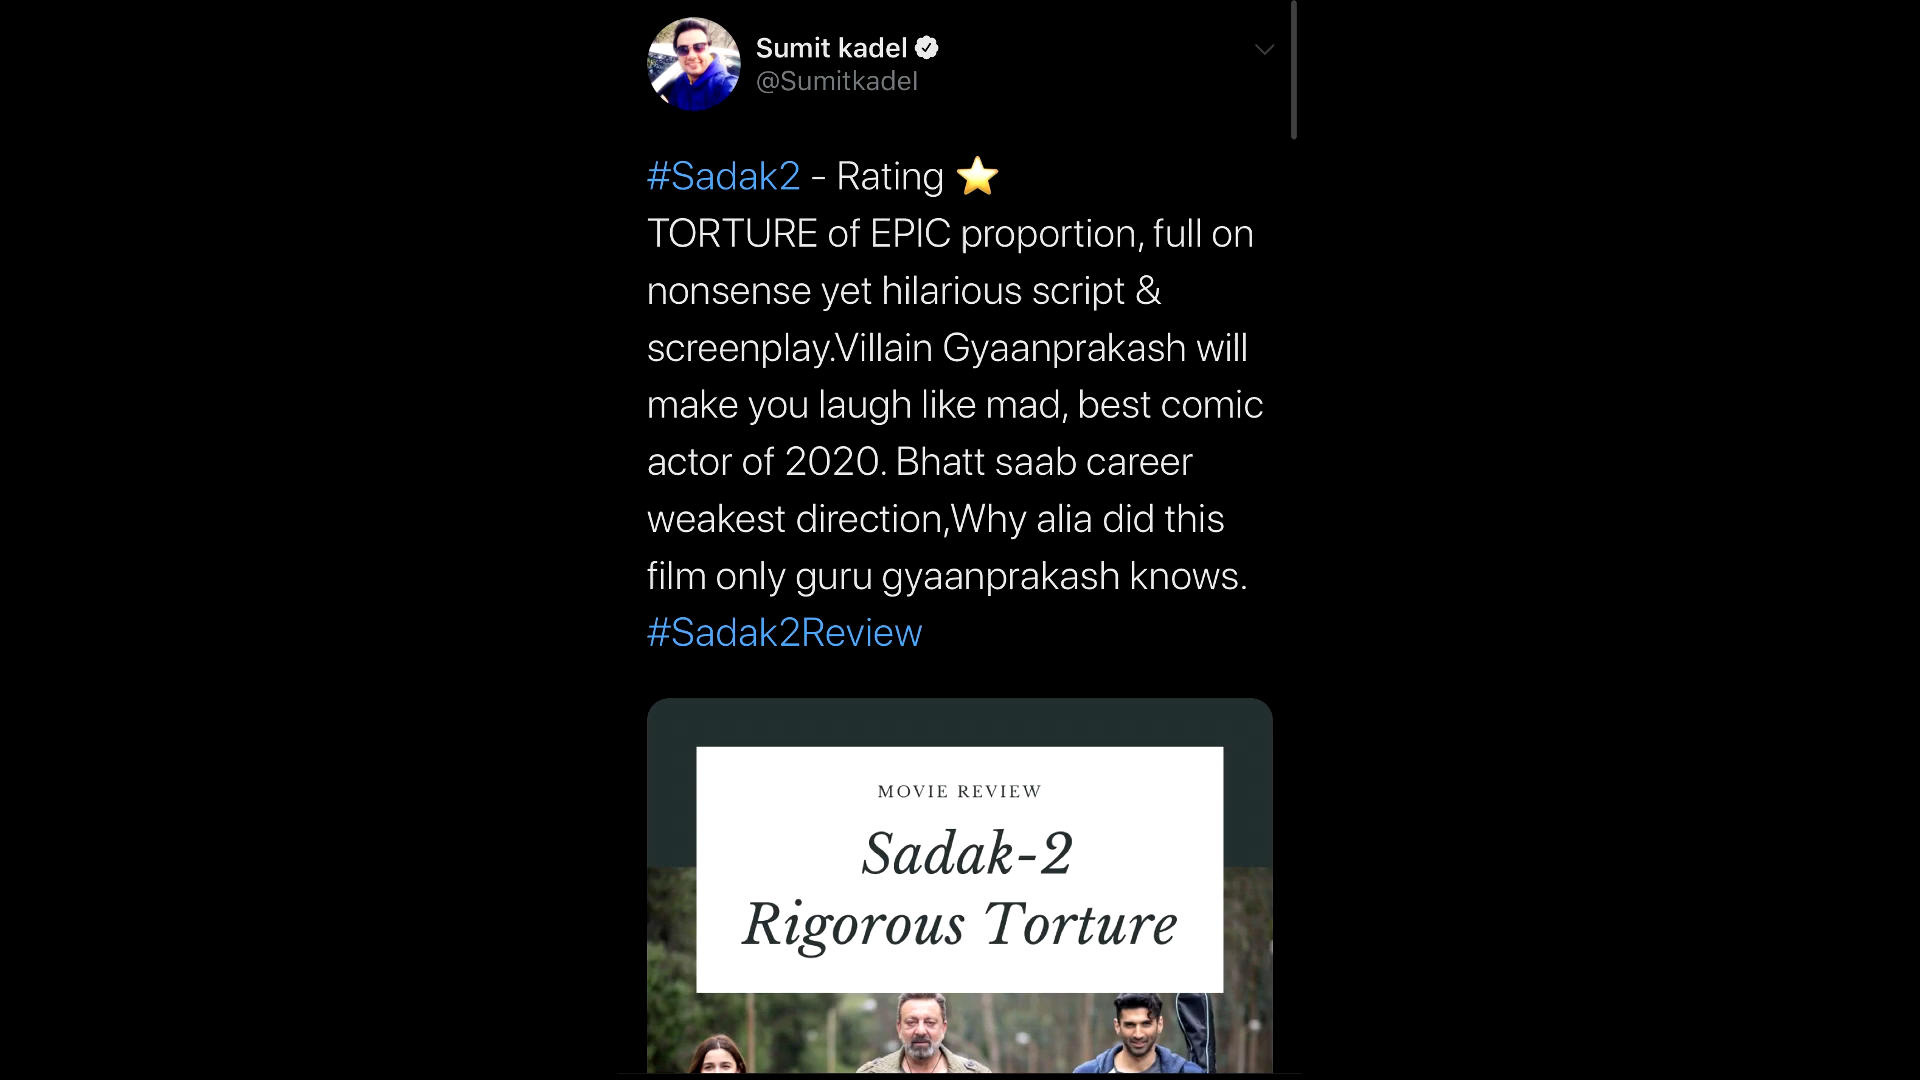 Sumit kadel
@Sumitkadel
#Sadak2 - Rating ⭐
TORTURE of EPIC proportion, full on
nonsense yet hilarious script &
screenplay.Villain Gyaanprakash will
make you laugh like mad, best comic
actor of 2020. Bhatt saab career
weakest direction,Why alia did this
film only guru gyaanprakash knows.
#Sadak2Review
MOVIE REVIEW
Sadak-2
Rigorous Torture